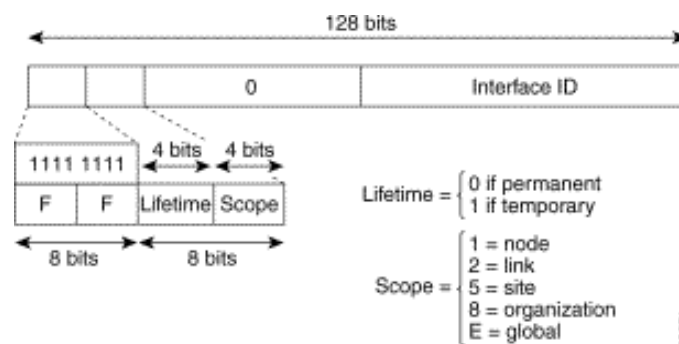 128 bits
0 Interface ID
1111 1111 4 bits 4 bits
F F Lifetime Scope
8 bits 8 bits
Lifetime = 0 if permanent
1 if temporary
Scope = 1 = node
2 = link
5 = site
8 = organization
E = global